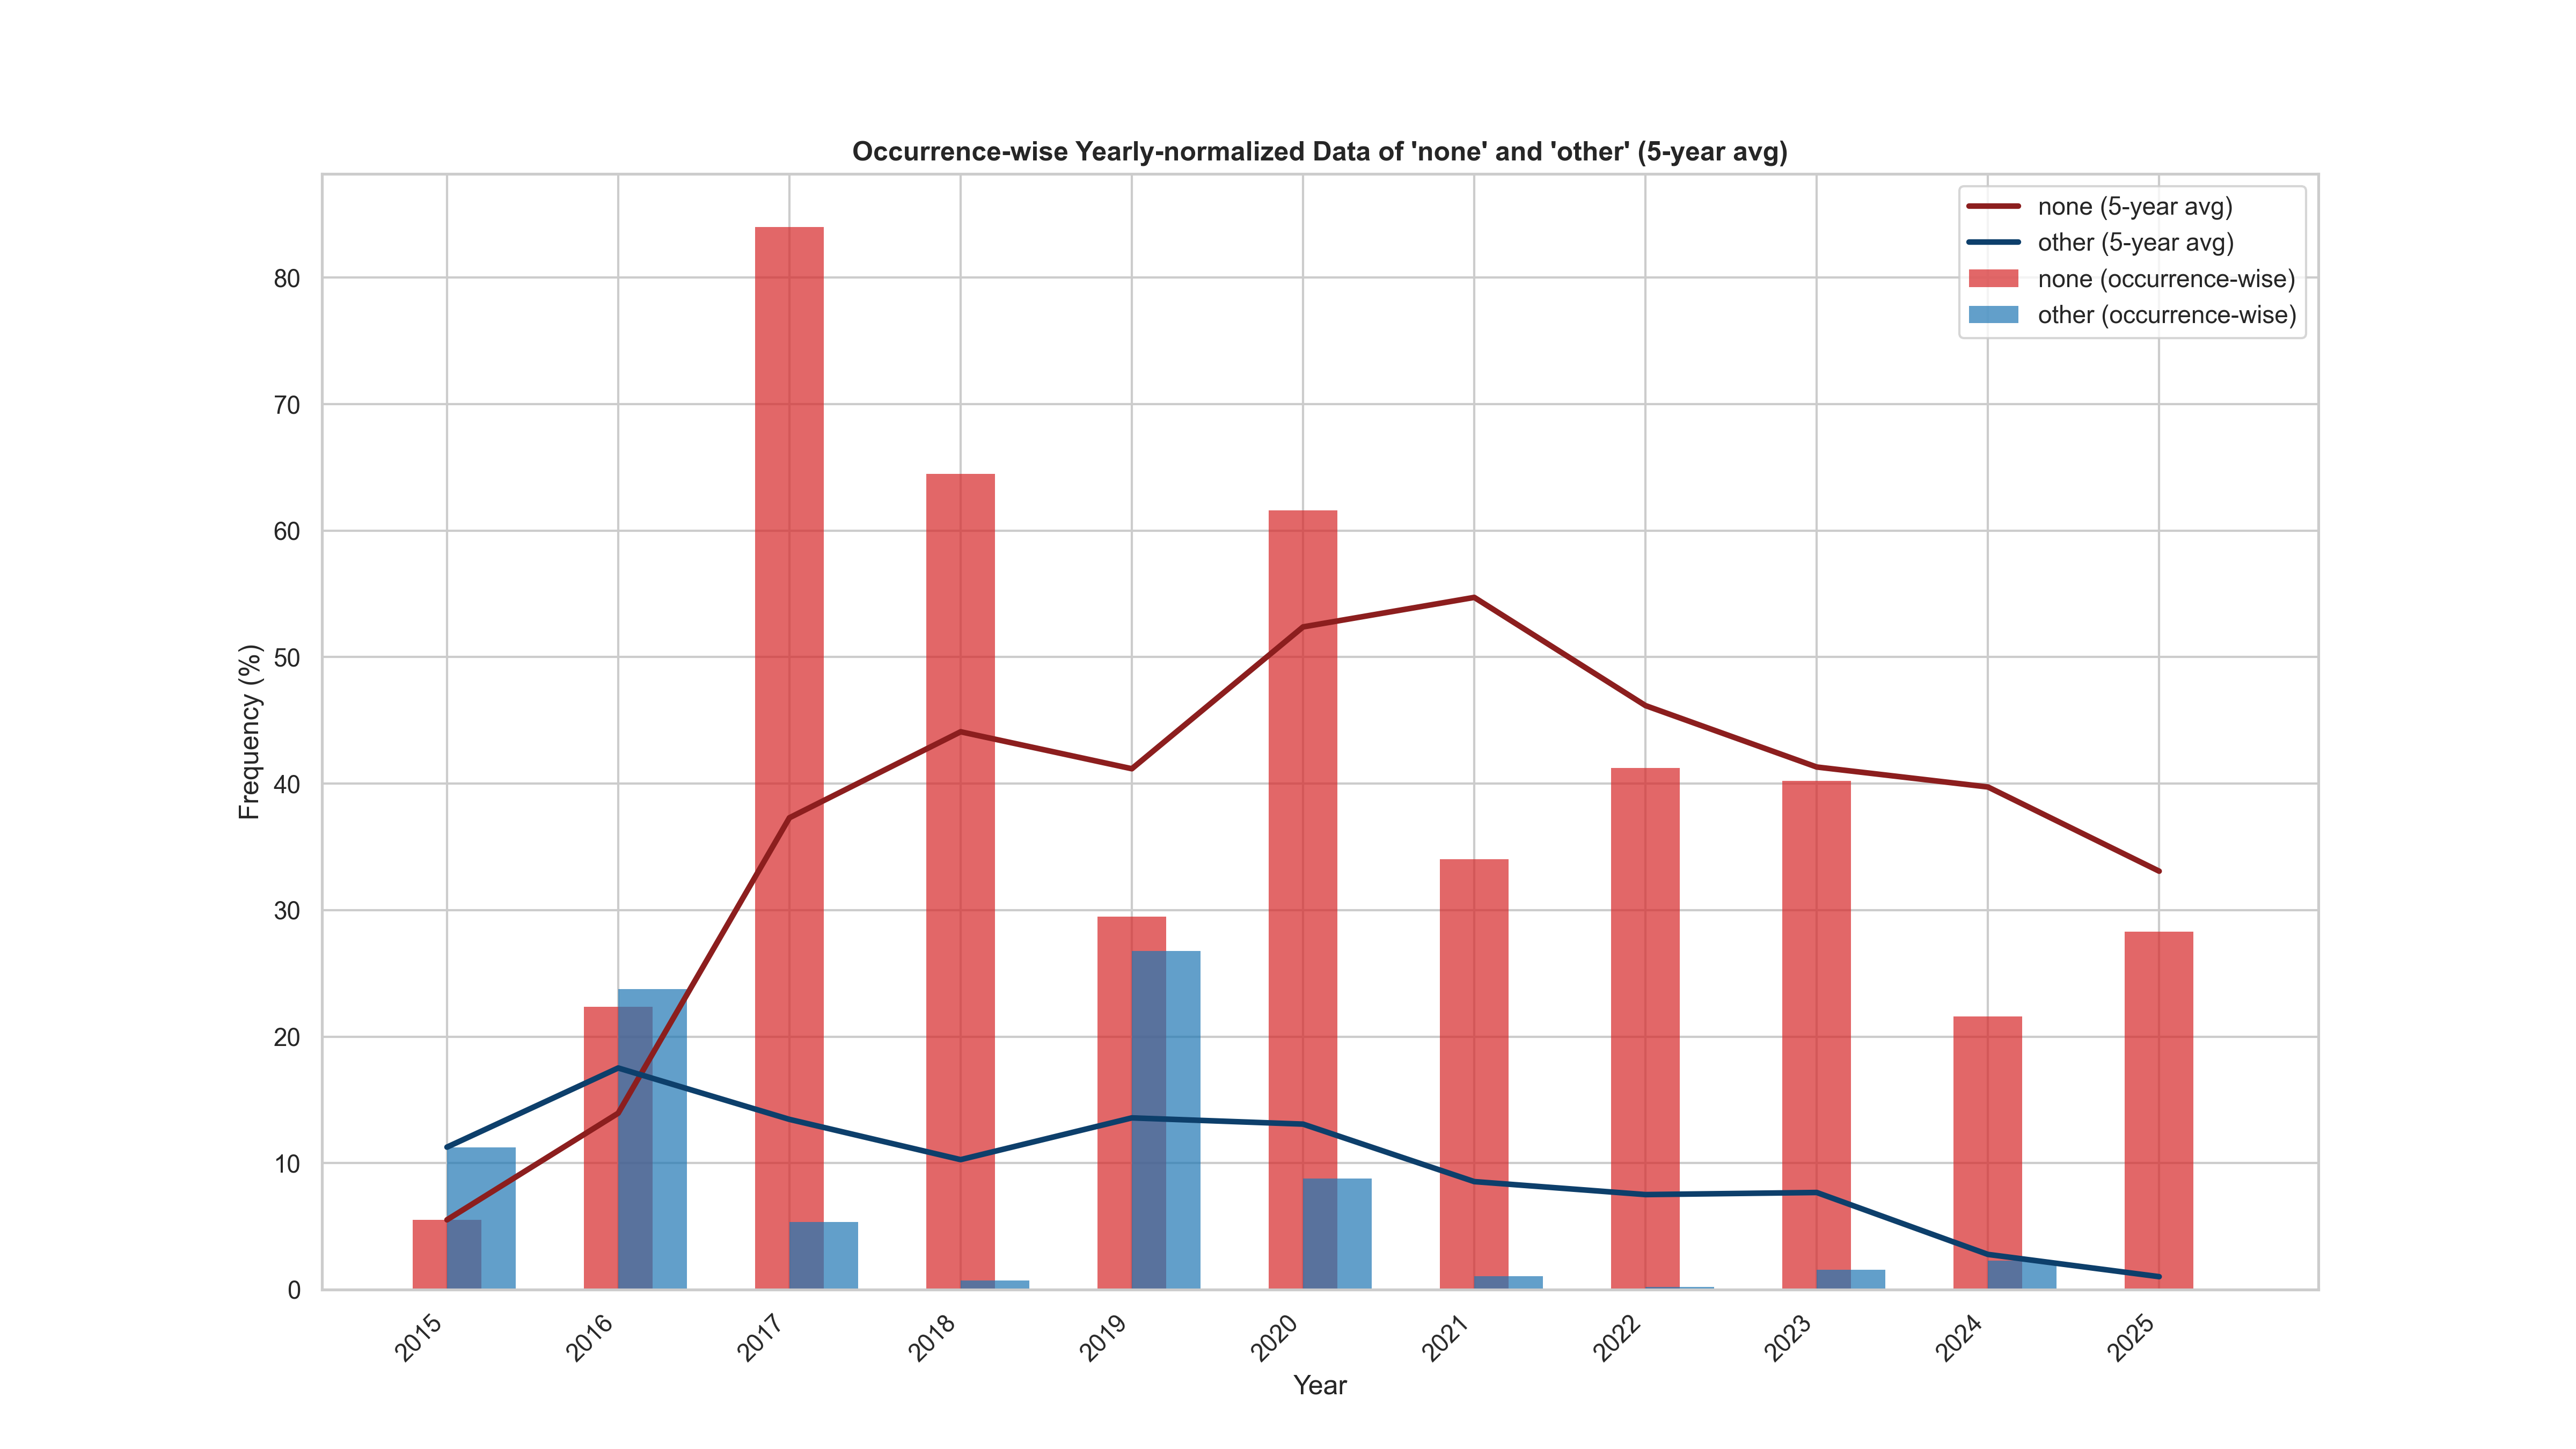 Occurrence-wise Yearly-normalized Data of 'none' and 'other' (5-year avg)
none (5-year avg)
other (5-year avg)
none (occurrence-wise)
other (occurrence-wise)
Frequency (%)
80
70
60
50
40
30
20
10
0
2015
2016
2017
2018
2019
2020
2021
2022
2023
2024
2025
Year